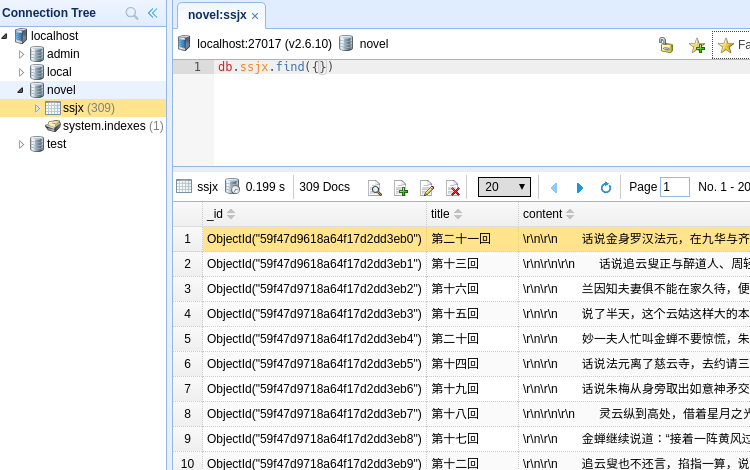 Connection Tree
novel:ssjx
localhost
admin
local
novel
ssjx (309)
system.indexes (1)
test
localhost:27017 (v2.6.10) novel
Fa
1 db.ssjx.find({})
ssjx 0.199 s 309 Docs 20 Page 1 No. 1 - 20
_id title content
1 ObjectId("59f47d9618a64f17d2dd3eb0") 第二十一回 \r\n\r\n 话说金身罗汉法元，在九华与齐
2 ObjectId("59f47d9618a64f17d2dd3eb1") 第十三回 \r\n\r\n\r\n 话说追云叟正与醉道人、周轻
3 ObjectId("59f47d9718a64f17d2dd3eb2") 第十六回 \r\n\r\n 兰因知夫妻俱不能在家久待，便
4 ObjectId("59f47d9718a64f17d2dd3eb3") 第十五回 \r\n\r\n 说了半天，这个云姑这样大的本
5 ObjectId("59f47d9718a64f17d2dd3eb4") 第二十回 \r\n\r\n 妙一夫人忙叫金蝉不要惊慌，朱
6 ObjectId("59f47d9718a64f17d2dd3eb5") 第十四回 \r\n\r\n 话说法元离了慈云寺，去约请三
7 ObjectId("59f47d9718a64f17d2dd3eb6") 第十九回 \r\n\r\n 话说朱梅从身旁取出如意神矛交
8 ObjectId("59f47d9718a64f17d2dd3eb7") 第十八回 \r\n\r\n\r\n 灵云纵到高处，借着星月之光
9 ObjectId("59f47d9718a64f17d2dd3eb8") 第十七回 \r\n\r\n 金蝉继续说道：“接着一阵黄风过
10 ObjectId("59f47d9718a64f17d2dd3eb9") 第十二回 \r\n\r\n 追云叟也不还言，掐指一算，说